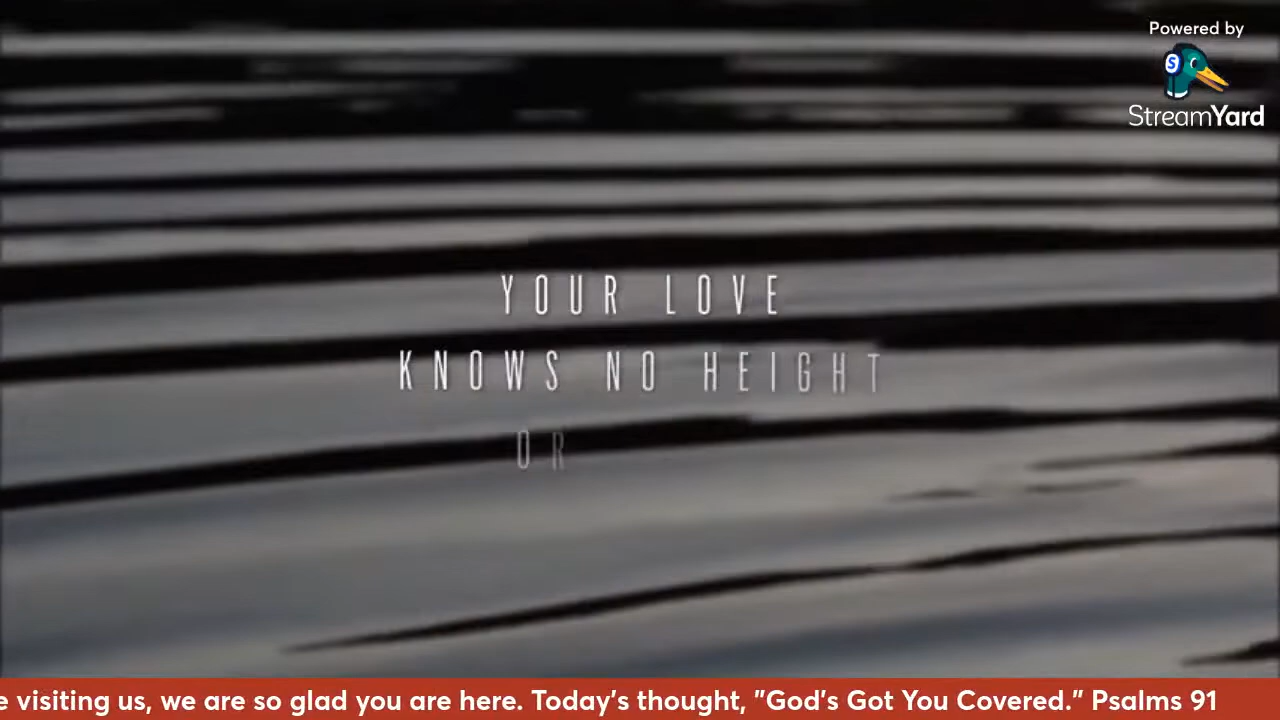 Powered by
S
StreamYard
YOUR LOVE
KNOWS NO HEIGHT
OR
e visiting us, we are so glad you are here. Today's thought, "God's Got You Covered." Psalms 91